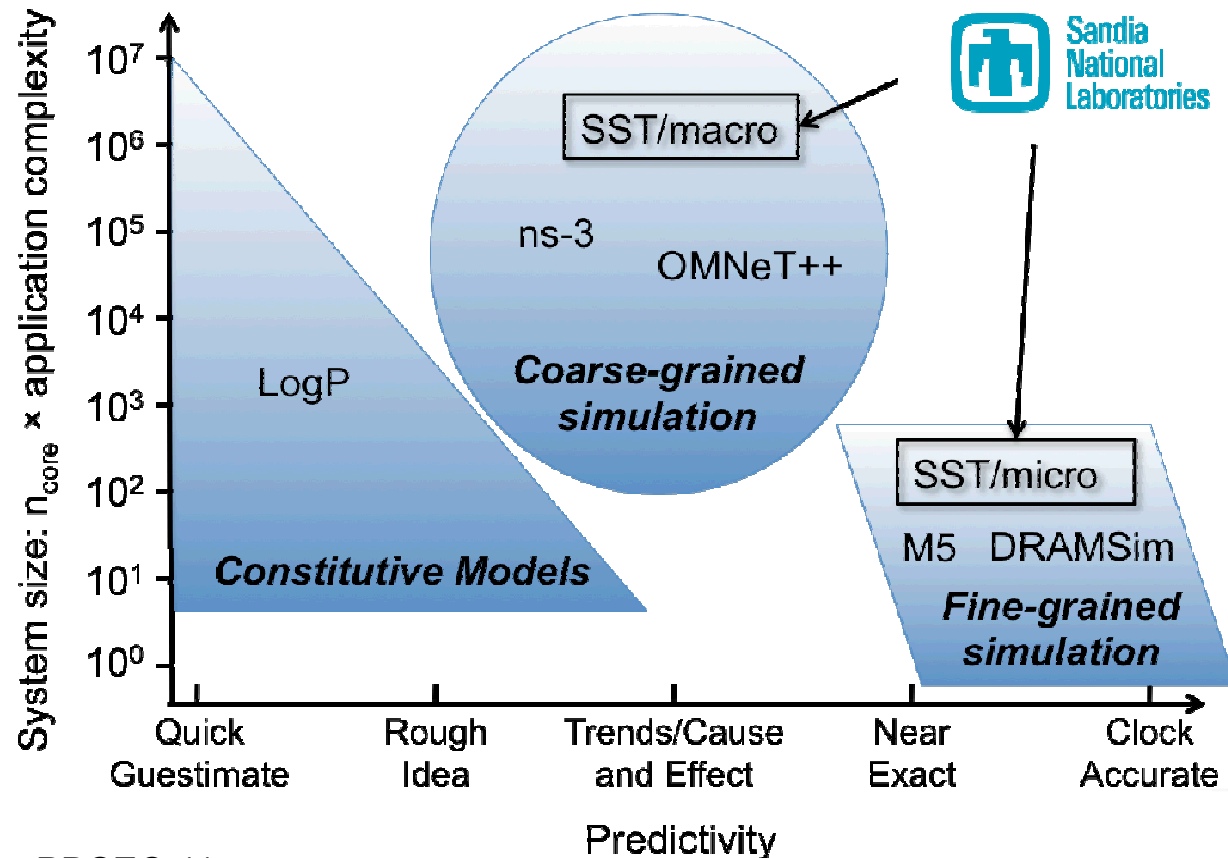 Sandia
National
Laboratories
System size: n_core × application complexity
10⁷
10⁶
10⁵
10⁴
10³
10²
10¹
10⁰
SST/macro
ns-3
OMNeT++
Coarse-grained
simulation
LogP
Constitutive Models
SST/micro
M5 DRAMSim
Fine-grained
simulation
Quick
Guestimate
Rough
Idea
Trends/Cause
and Effect
Near
Exact
Clock
Accurate
Predictivity